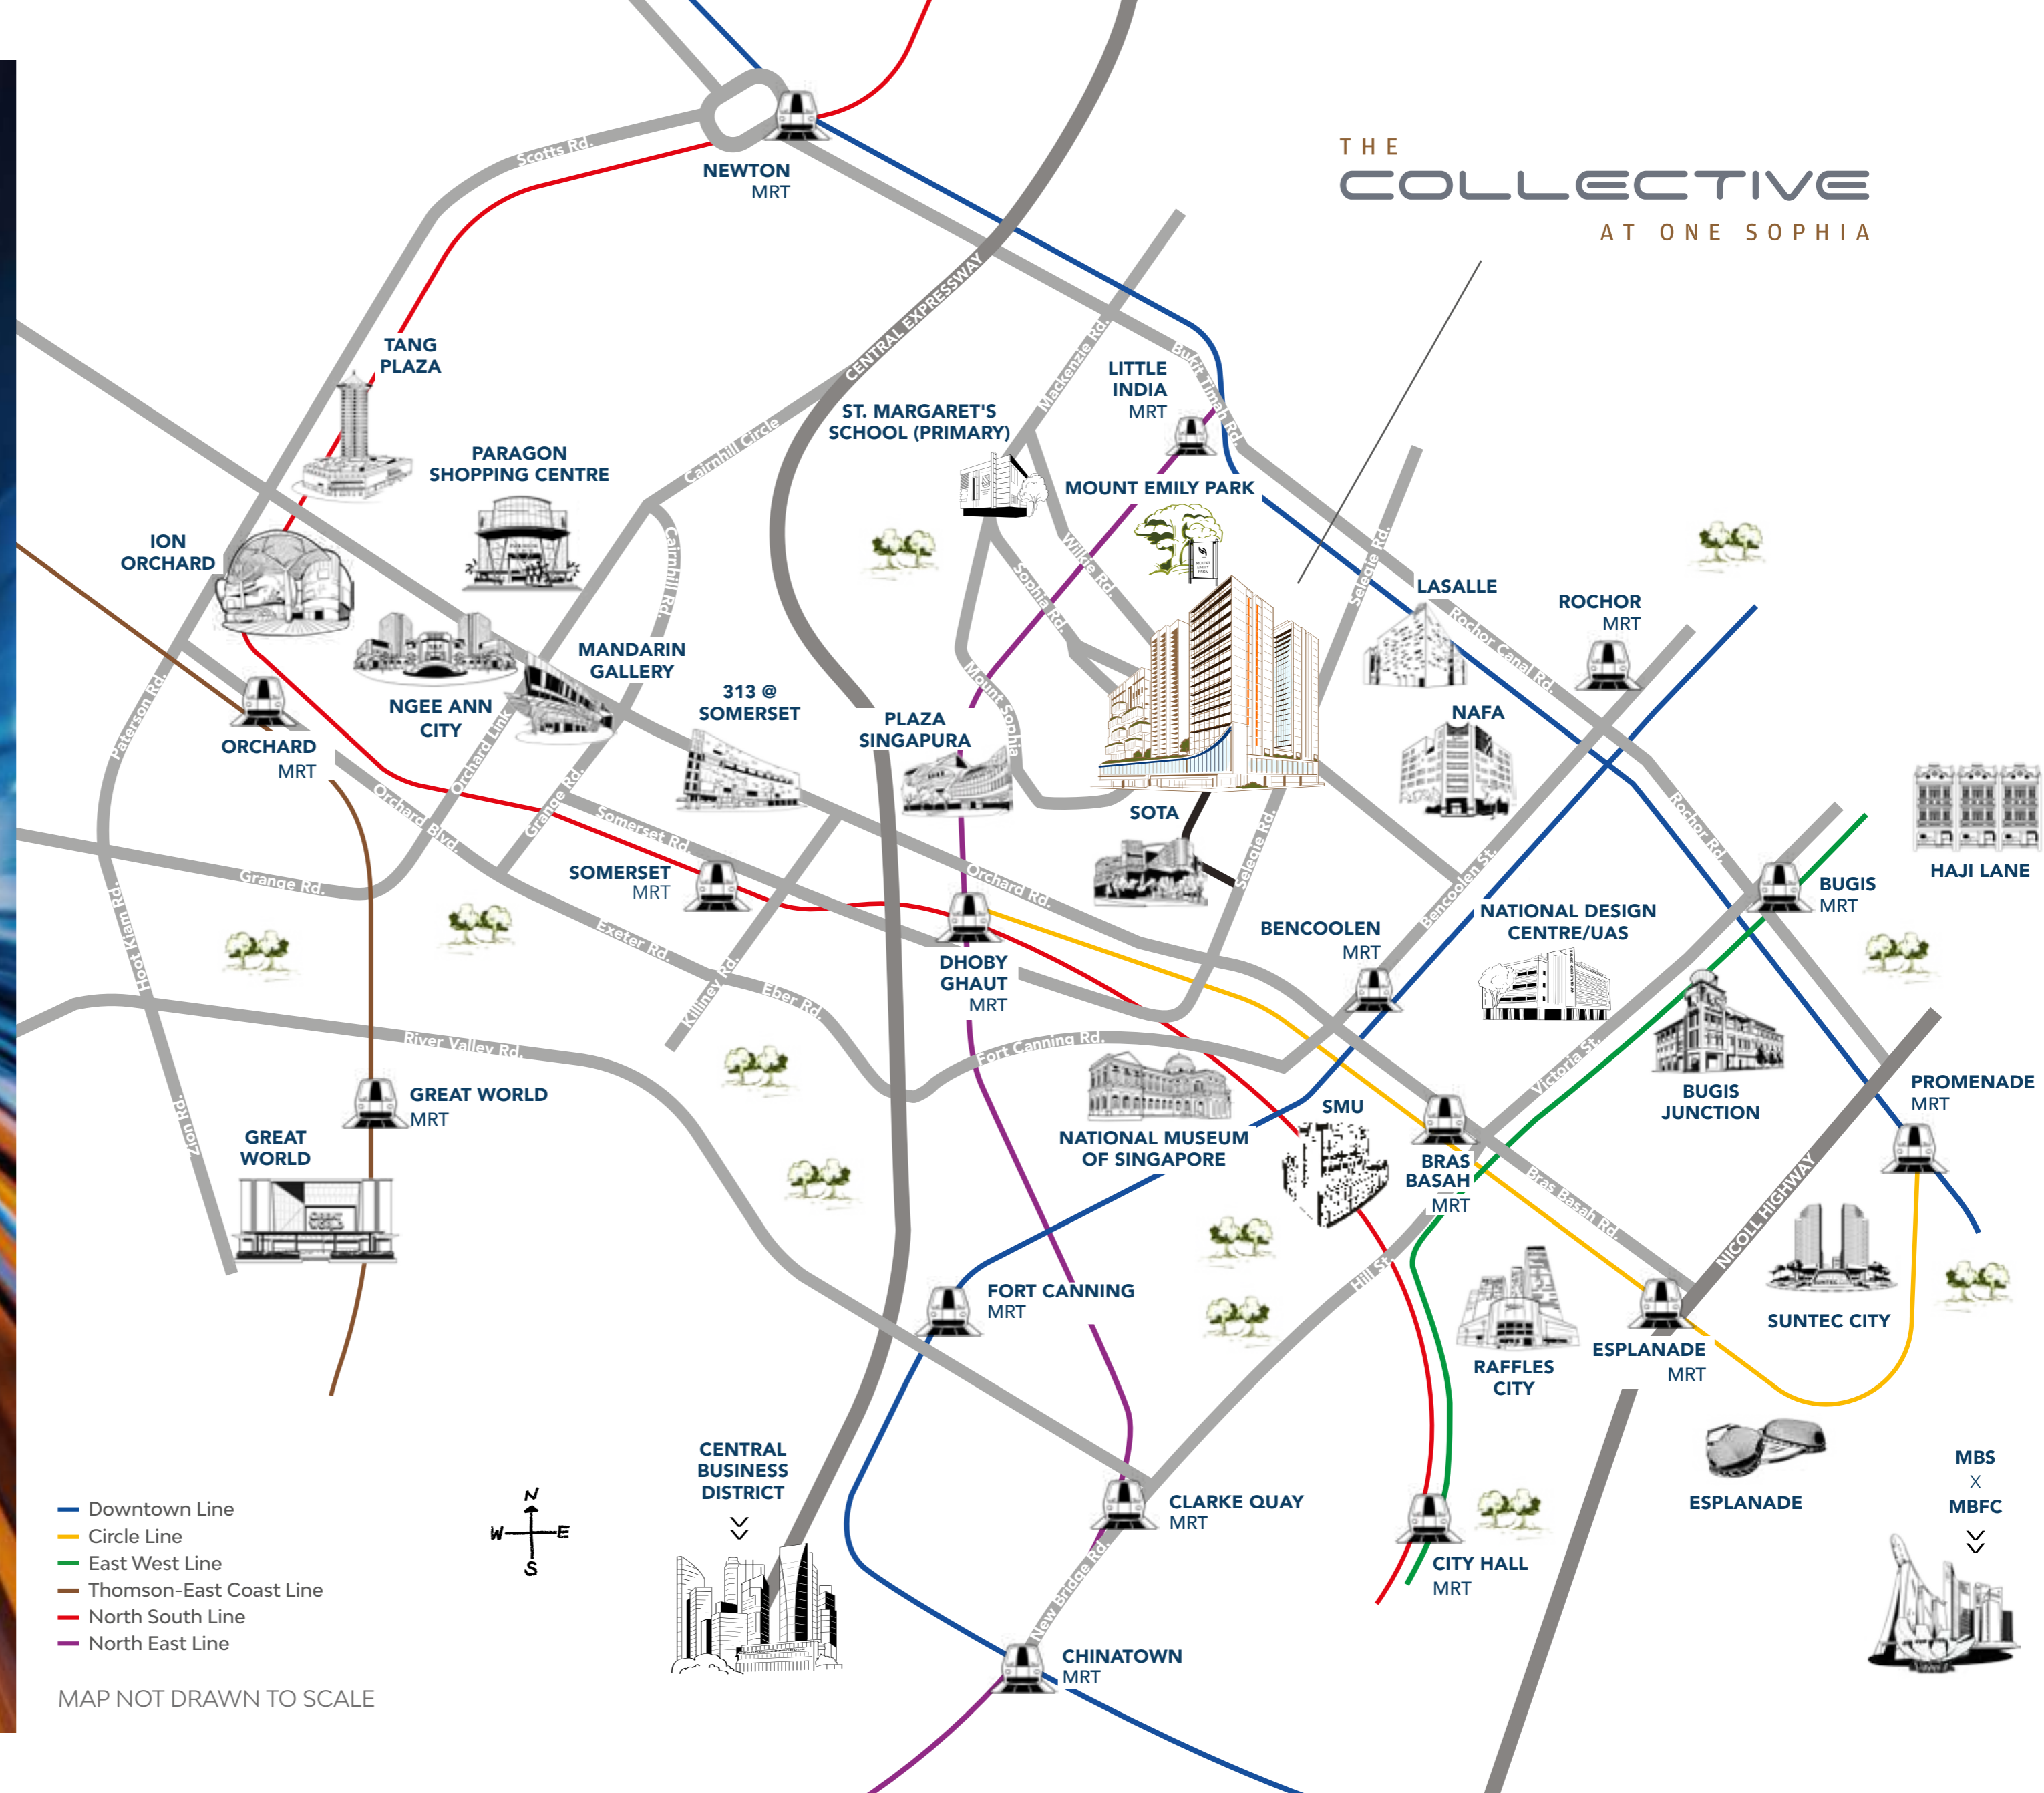 THE
COLLECTIVE
AT ONE SOPHIA
NEWTON
MRT
Scotts Rd.
CENTRAL EXPRESSWAY
TANG
PLAZA
Mackenzie Rd.
Bukit Timah Rd.
LITTLE
INDIA
MRT
ST. MARGARET'S
SCHOOL (PRIMARY)
Cairnhill Circle
PARAGON
SHOPPING CENTRE
MOUNT EMILY PARK
ION
ORCHARD
Cairnhill Rd.
Wilkie Rd.
Sophia Rd.
Selegie Rd.
LASALLE
ROCHOR
MRT
Rochor Canal Rd.
MANDARIN
GALLERY
Mount Sophia
313 @
SOMERSET
PLAZA
SINGAPURA
NAFA
Paterson Rd.
NGEE ANN
CITY
Orchard Link
ORCHARD
MRT
Orchard Blvd.
Grange Rd.
Somerset Rd.
SOTA
Selegie Rd.
Rochor Rd.
HAJI LANE
SOMERSET
MRT
Grange Rd.
Orchard Rd.
Bencoolen St.
BUGIS
MRT
Hoot Kiam Rd.
Exeter Rd.
BENCOOLEN
MRT
NATIONAL DESIGN
CENTRE/UAS
DHOBY
GHAUT
MRT
Killiney Rd.
Eber Rd.
River Valley Rd.
Fort Canning Rd.
Victoria St.
BUGIS
JUNCTION
PROMENADE
MRT
GREAT WORLD
MRT
Zion Rd.
GREAT
WORLD
GREAT
WORLD
NATIONAL MUSEUM
OF SINGAPORE
SMU
BRAS
BASAH
MRT
Bras Basah Rd.
NICOLL HIGHWAY
Hill St.
FORT CANNING
MRT
SUNTEC CITY
RAFFLES
CITY
ESPLANADE
MRT
CENTRAL
BUSINESS
DISTRICT
CLARKE QUAY
MRT
ESPLANADE
MBS
X
MBFC
CITY HALL
MRT
New Bridge Rd.
CHINATOWN
MRT
Downtown Line
Circle Line
East West Line
Thomson-East Coast Line
North South Line
North East Line
N
W E
S
MAP NOT DRAWN TO SCALE